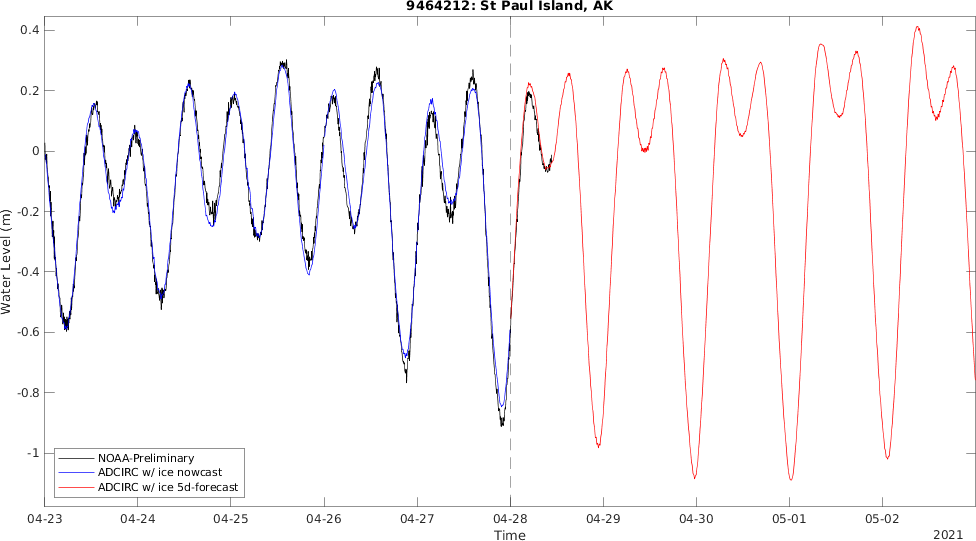 9464212: St Paul Island, AK
Water Level (m)
0.4
0.2
0
-0.2
-0.4
-0.6
-0.8
-1
NOAA-Preliminary
ADCIRC w/ ice nowcast
ADCIRC w/ ice 5d-forecast
04-23 04-24 04-25 04-26 04-27 04-28 04-29 04-30 05-01 05-02
Time
2021